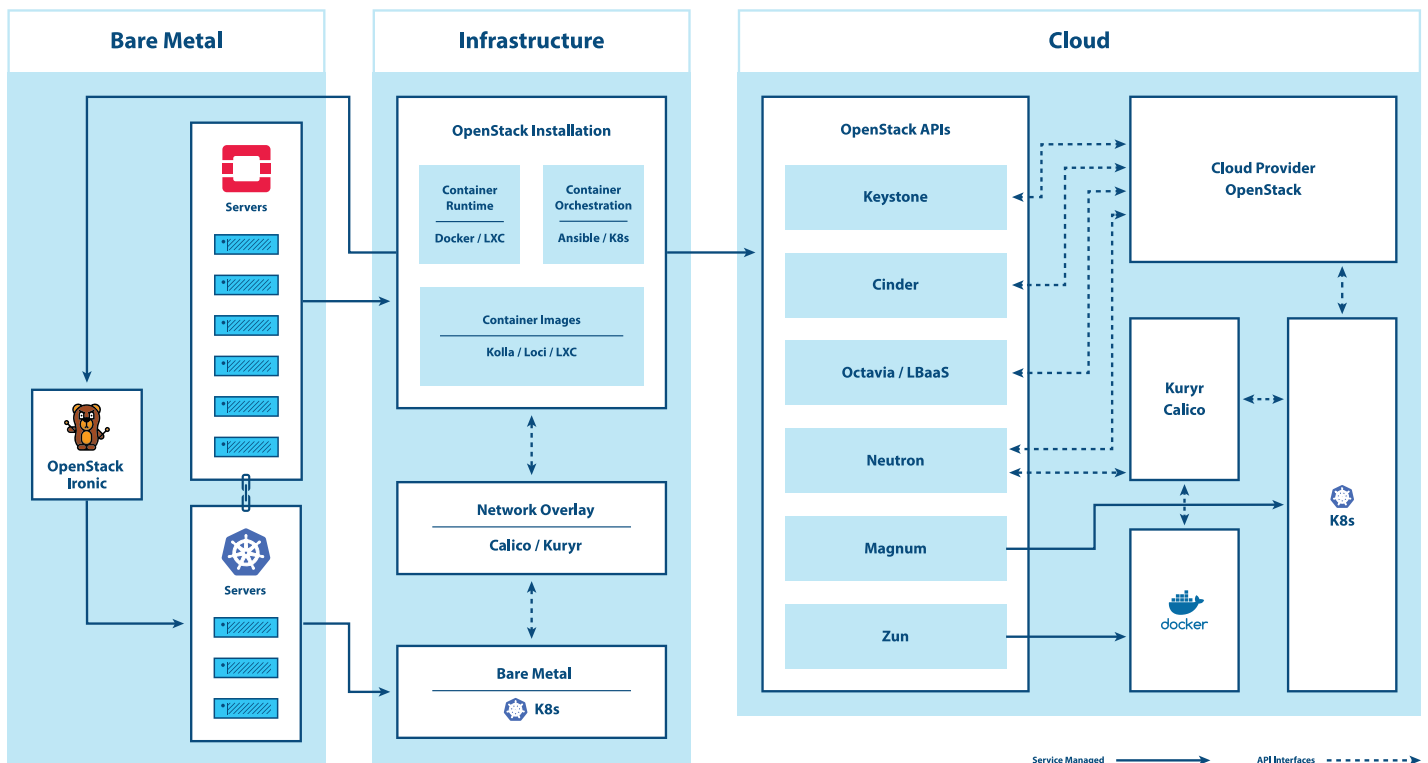 Bare Metal
Servers
OpenStack
Ironic
Servers
Infrastructure
OpenStack Installation
Container
Runtime
Docker / LXC
Container
Orchestration
Ansible / K8s
Container Images
Kolla / Loci / LXC
Network Overlay
Calico / Kuryr
Bare Metal
K8s
Cloud
OpenStack APIs
Keystone
Cinder
Octavia / LBaaS
Neutron
Magnum
Zun
Cloud Provider
OpenStack
Kuryr
Calico
docker
K8s
Service Managed
API Interfaces